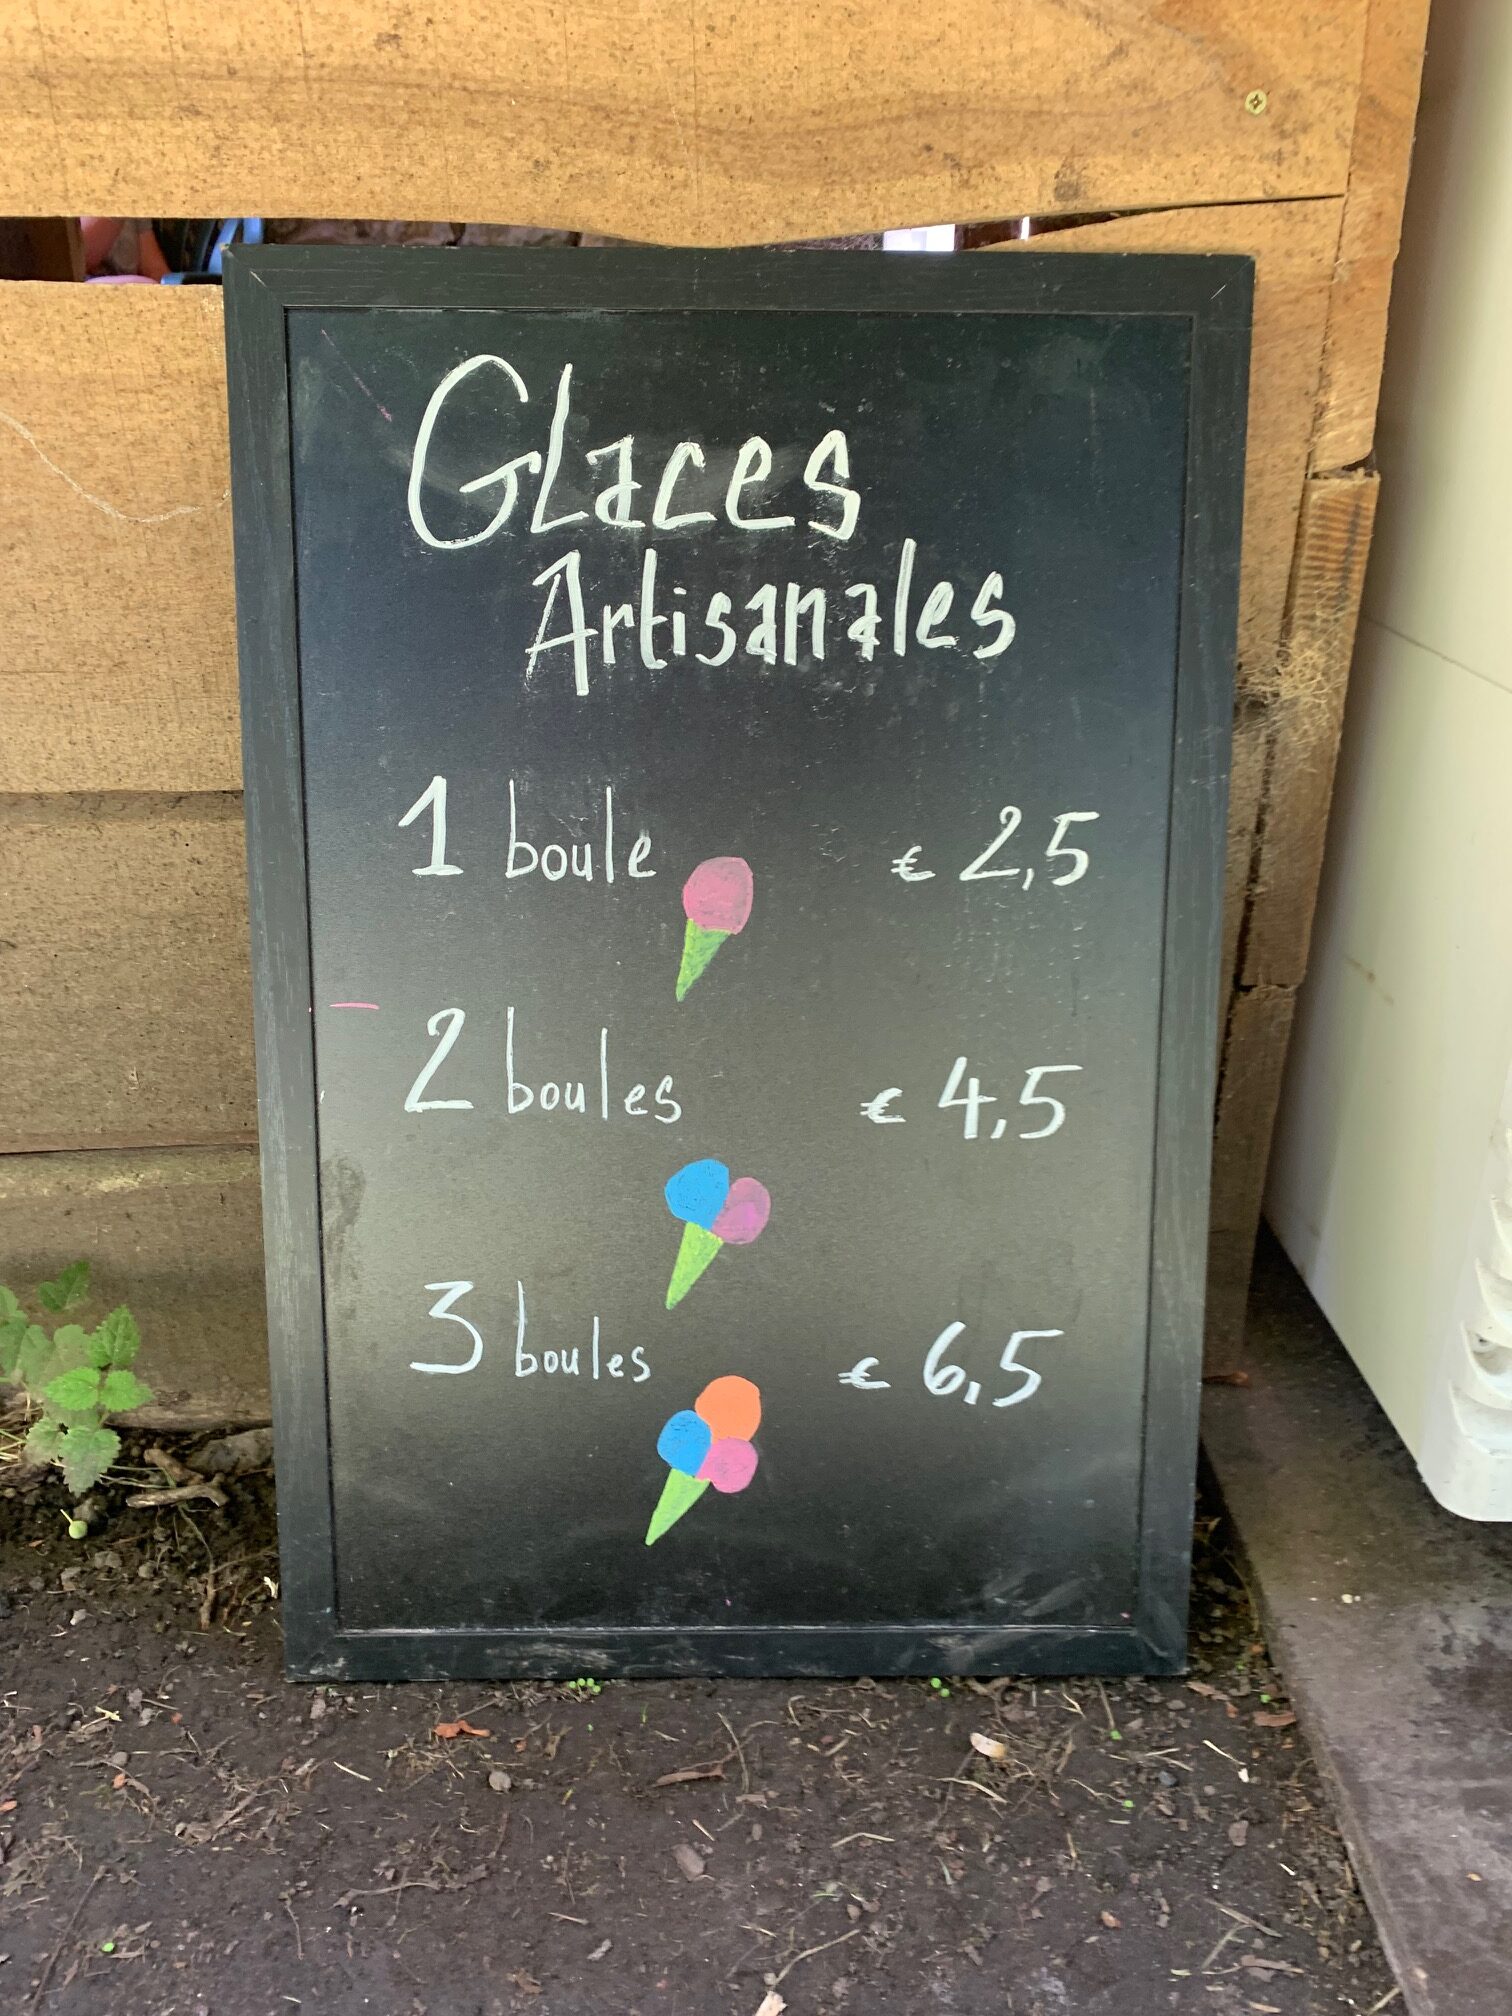 Glaces
Artisanales
1 boule € 2,5
2 boules € 4,5
3 boules € 6,5